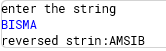 enter the string
BISMA
reversed strin:AMSIB